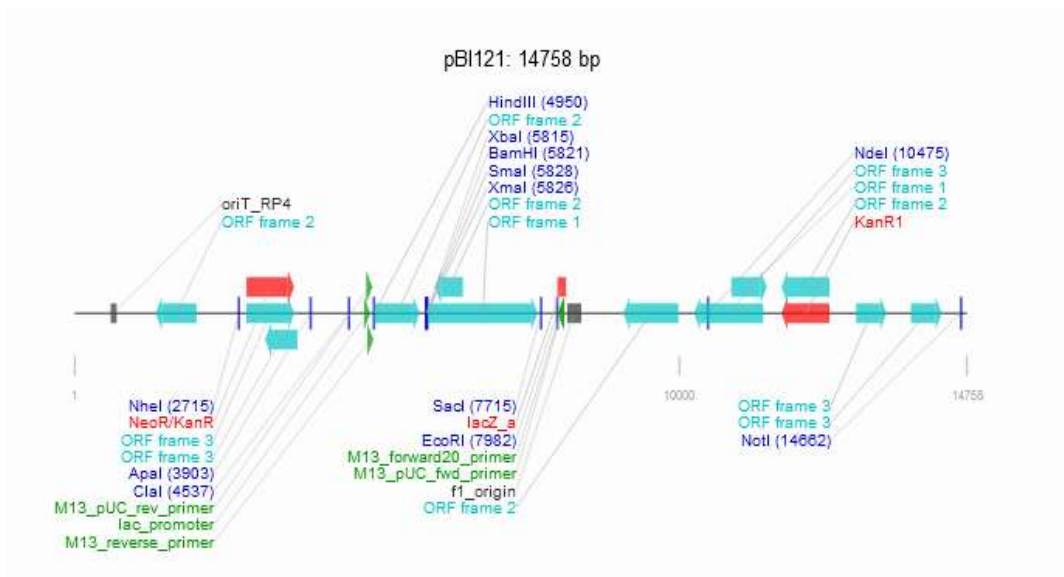 pBI121: 14758 bp
HindIII (4950)
ORF frame 2
XbaI (5815)
BamHI (5821)
SmaI (5828)
XmaI (5826)
ORF frame 2
ORF frame 1
NdeI (10475)
ORF frame 3
ORF frame 1
ORF frame 2
KanR1
oriT_RP4
ORF frame 2
1
10000
14758
NheI (2715)
NeoR/KanR
ORF frame 3
ORF frame 3
ApaI (3903)
ClaI (4537)
M13_pUC_rev_primer
lac_promoter
M13_reverse_primer
SacI (7715)
lacZ_a
EcoRI (7982)
M13_forward20_primer
M13_pUC_fwd_primer
f1_origin
ORF frame 2
ORF frame 3
ORF frame 3
NotI (14662)